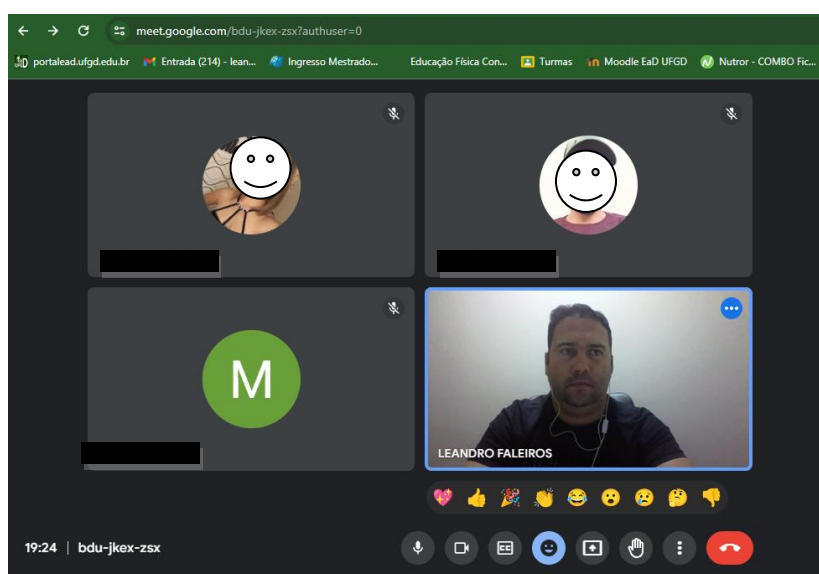 meet.google.com/bdu-jkex-zsx?authuser=0
portalead.ufgd.edu.br Entrada (214) - lean... Ingresso Mestrado... Educação Física Con... Turmas Moodle EaD UFGD Nutror - COMBO Fic...
M
LEANDRO FALEIROS
19:24 | bdu-jkex-zsx
CC